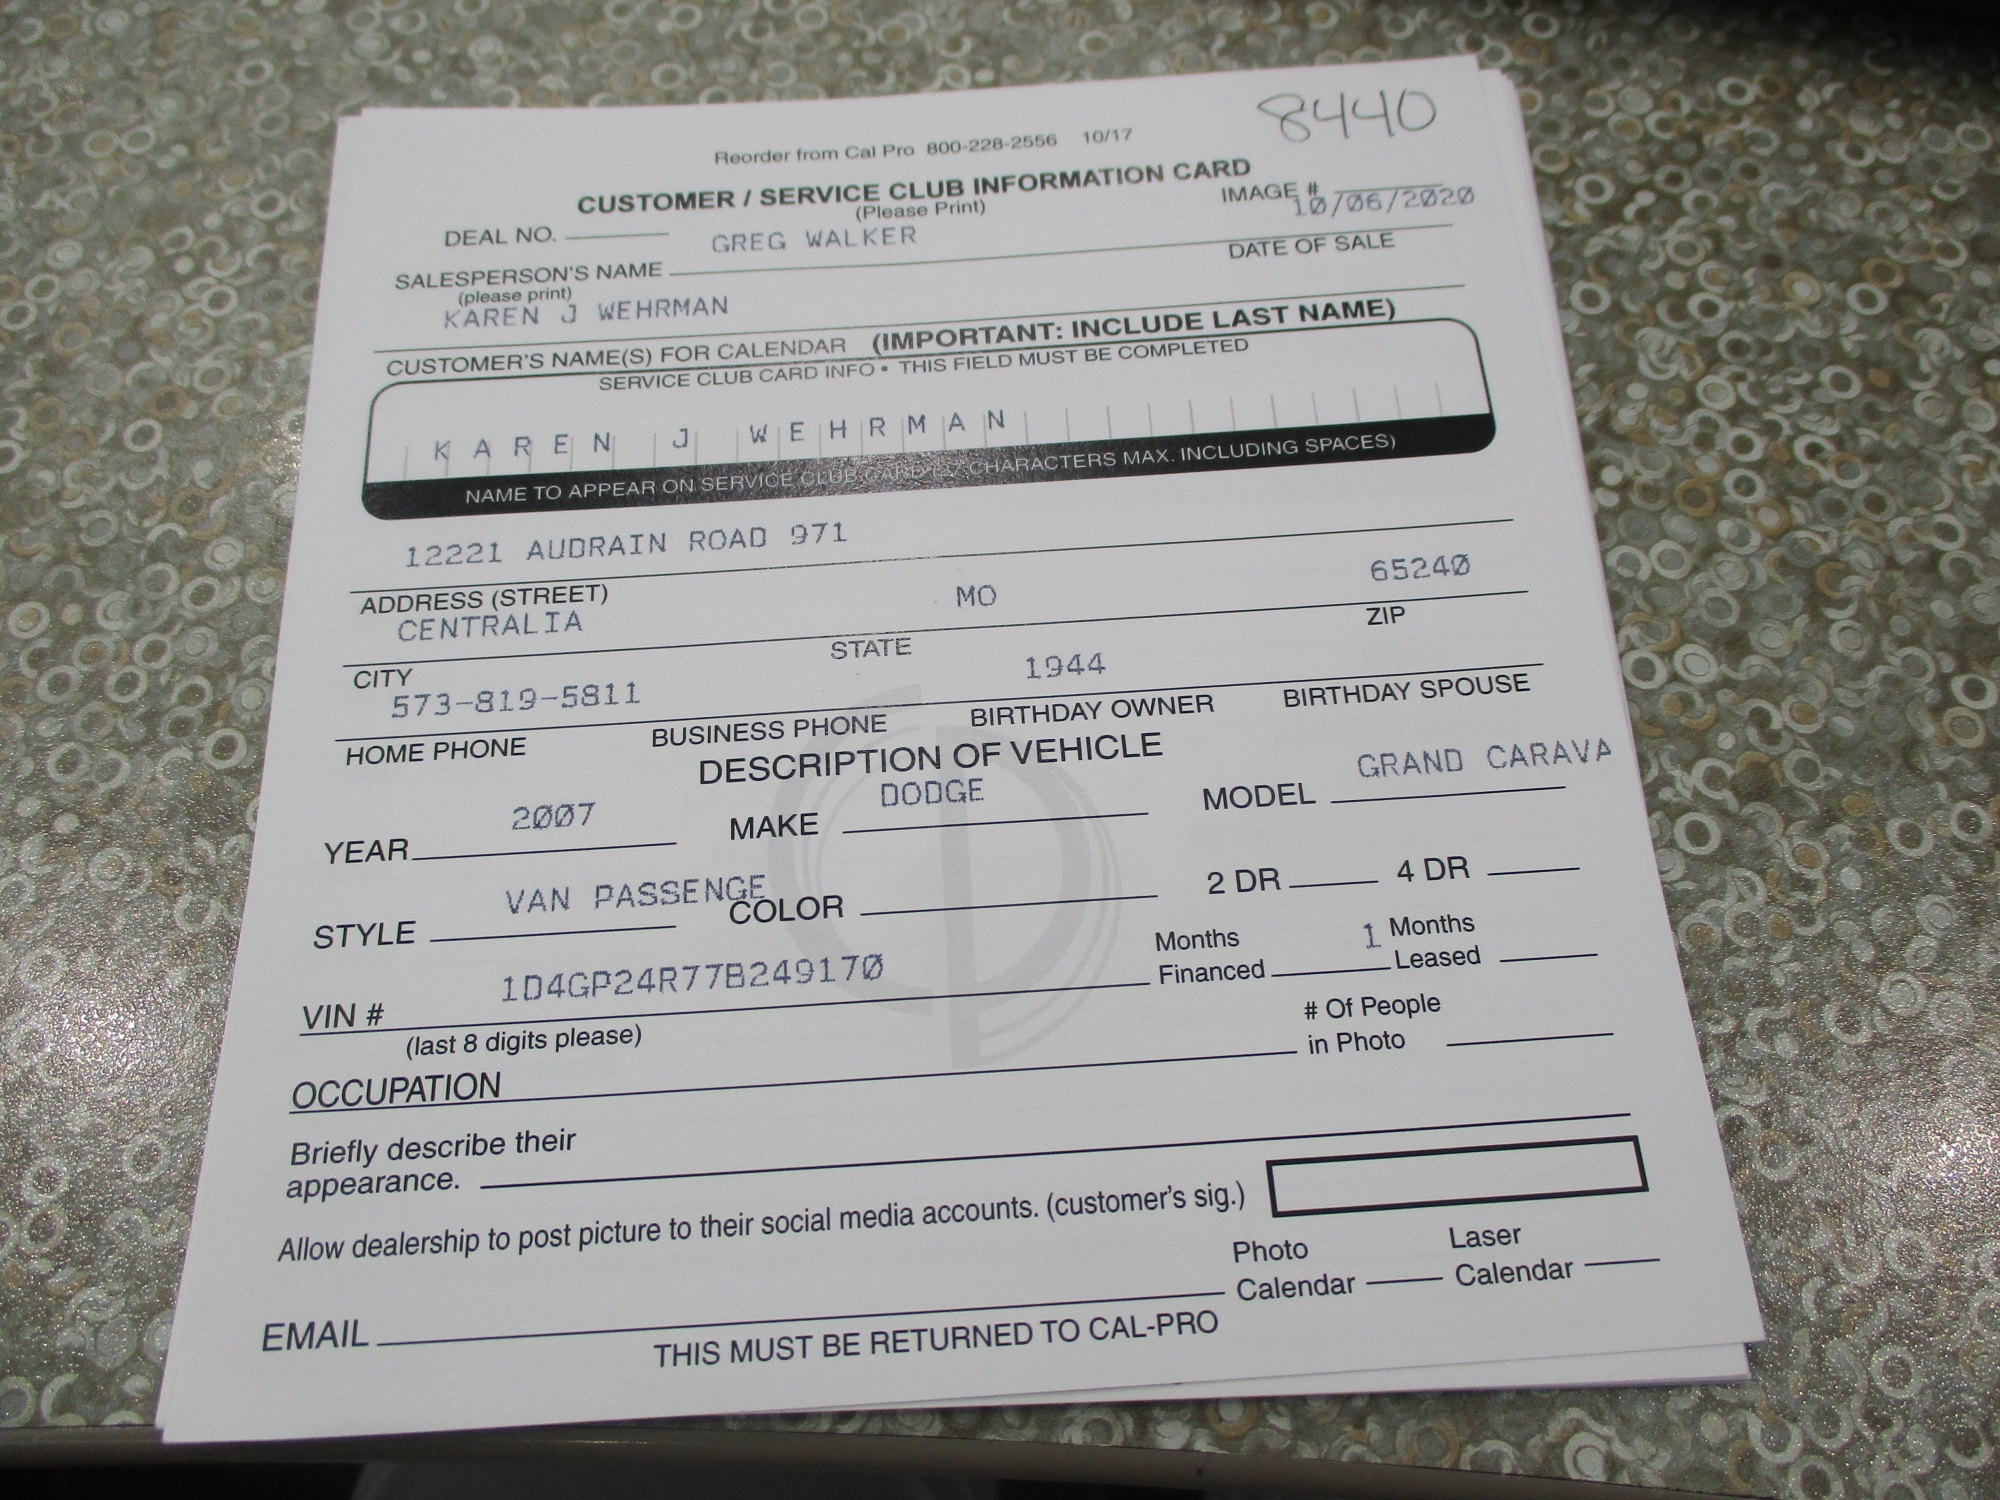 8440
Reorder from Cal Pro 800-228-2556 10/17
CUSTOMER / SERVICE CLUB INFORMATION CARD
(Please Print)
IMAGE #
10/06/2020
DEAL NO.
GREG WALKER
SALESPERSON'S NAME
DATE OF SALE
(please print)
KAREN J WEHRMAN
CUSTOMER'S NAME(S) FOR CALENDAR (IMPORTANT: INCLUDE LAST NAME)
SERVICE CLUB CARD INFO • THIS FIELD MUST BE COMPLETED
KAREN J WEHRMAN
NAME TO APPEAR ON SERVICE CLUB CARD (27 CHARACTERS MAX. INCLUDING SPACES)
12221 AUDRAIN ROAD 971
ADDRESS (STREET)
CENTRALIA MO 65240
CITY STATE ZIP
573-819-5811 1944
HOME PHONE BUSINESS PHONE BIRTHDAY OWNER BIRTHDAY SPOUSE
DESCRIPTION OF VEHICLE
YEAR 2007 MAKE DODGE MODEL GRAND CARAVA
STYLE VAN PASSENGE COLOR 2 DR 4 DR
VIN # 1D4GP24R77B249170
(last 8 digits please)
Months Financed 1 Months Leased
OCCUPATION
# Of People
in Photo
Briefly describe their
appearance.
Allow dealership to post picture to their social media accounts. (customer's sig.)
EMAIL
Photo
Calendar
Laser
Calendar
THIS MUST BE RETURNED TO CAL-PRO